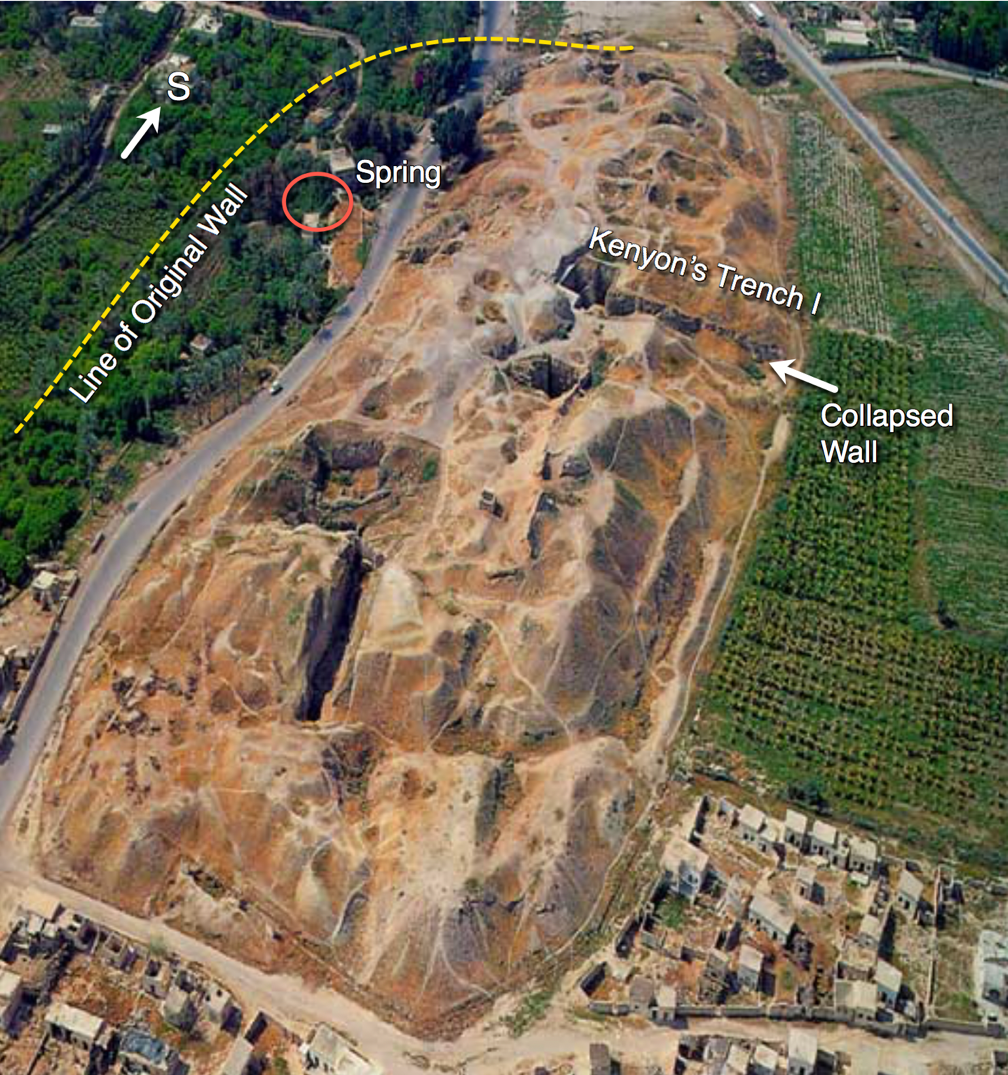 S
Spring
Line of Original Wall
Kenyon's Trench I
Collapsed
Wall